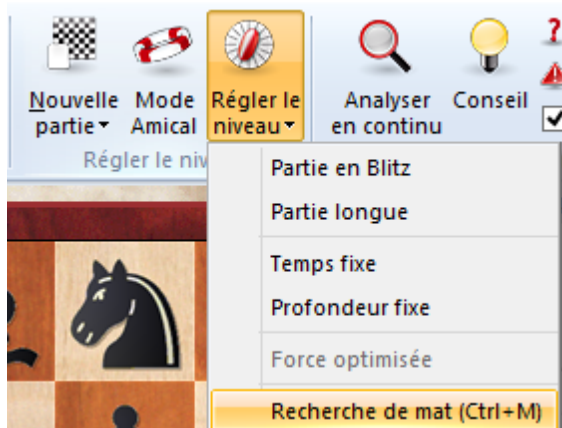 Nouvelle partie
Mode Amical
Régler le niveau
Analyser en continu
Conseil
?
Régler le niv
Partie en Blitz
Partie longue
Temps fixe
Profondeur fixe
Force optimisée
Recherche de mat (Ctrl+M)